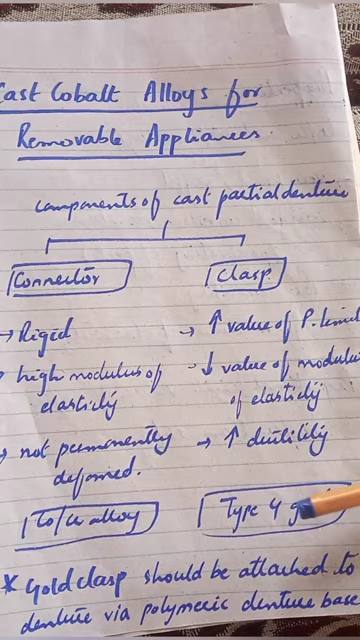 Cast Cobalt Alloys for
Removable Appliances.
components of cast partial denture
Connector
Clasp
→ Rigid
→ ↑ value of P. limit
high modulus of
elasticity
→ ↓ value of modulus
of elasticity
→ not permanently
deformed.
→ ↑ ductility
Co/Cr alloy
Type 4
* Gold clasp should be attached to
denture via polymeric denture base